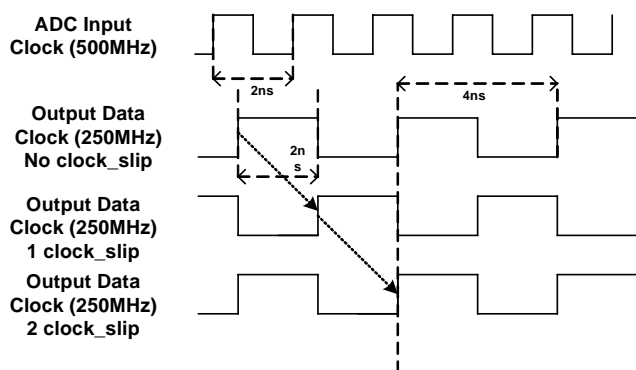 ADC Input
Clock (500MHz)
2ns
4ns
Output Data
Clock (250MHz)
No clock_slip
2n
s
Output Data
Clock (250MHz)
1 clock_slip
Output Data
Clock (250MHz)
2 clock_slip